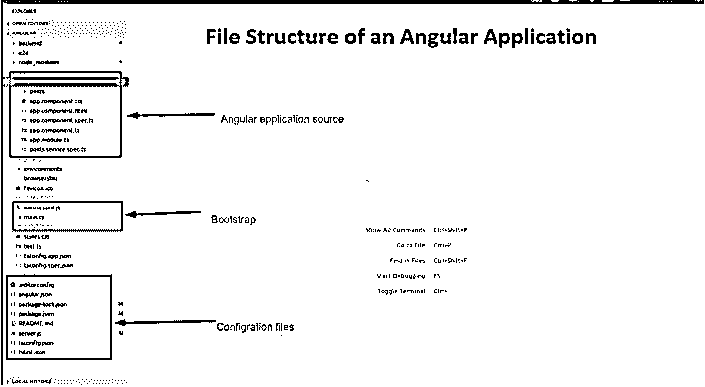 EXPLORER
File Structure of an Angular Application
backend
e2e
node_modules
posts
app.component.css
app.component.html
app.component.spec.ts
app.component.ts
app.module.ts
posts.service.spec.ts
Angular application source
environments
browserslist
favicon.ico
main.ts
Bootstrap
styles.css
test.ts
tsconfig.app.json
tsconfig.spec.json
Show All Commands Ctrl+Shift+P
Go to File Ctrl+P
Find in Files Ctrl+Shift+F
Start Debugging F5
Toggle Terminal
.editorconfig
angular.json
package-lock.json M
package.json M
README.md
server.js
tsconfig.json
tslint.json
Configration files